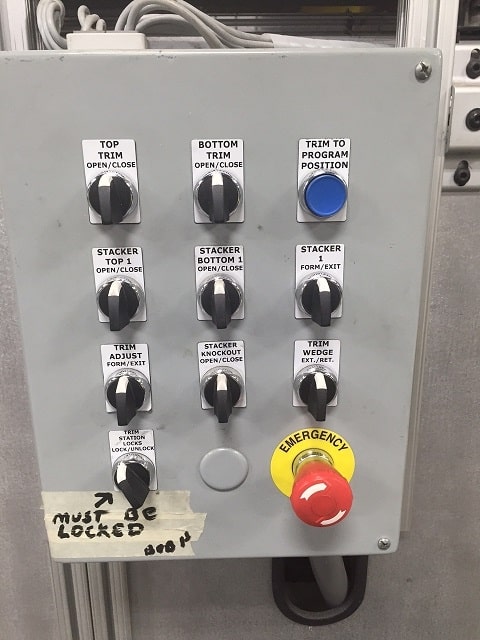 TOP
TRIM
OPEN/CLOSE
BOTTOM
TRIM
OPEN/CLOSE
TRIM TO
PROGRAM
POSITION
STACKER
TOP 1
OPEN/CLOSE
STACKER
BOTTOM 1
OPEN/CLOSE
STACKER
1
FORM/EXIT
TRIM
ADJUST
FORM/EXIT
STACKER
KNOCKOUT
OPEN/CLOSE
TRIM
WEDGE
EXT./RET.
TRIM
STATION
LOCKS
LOCK/UNLOCK
EMERGENCY
MUST BE
LOCKED
BOB